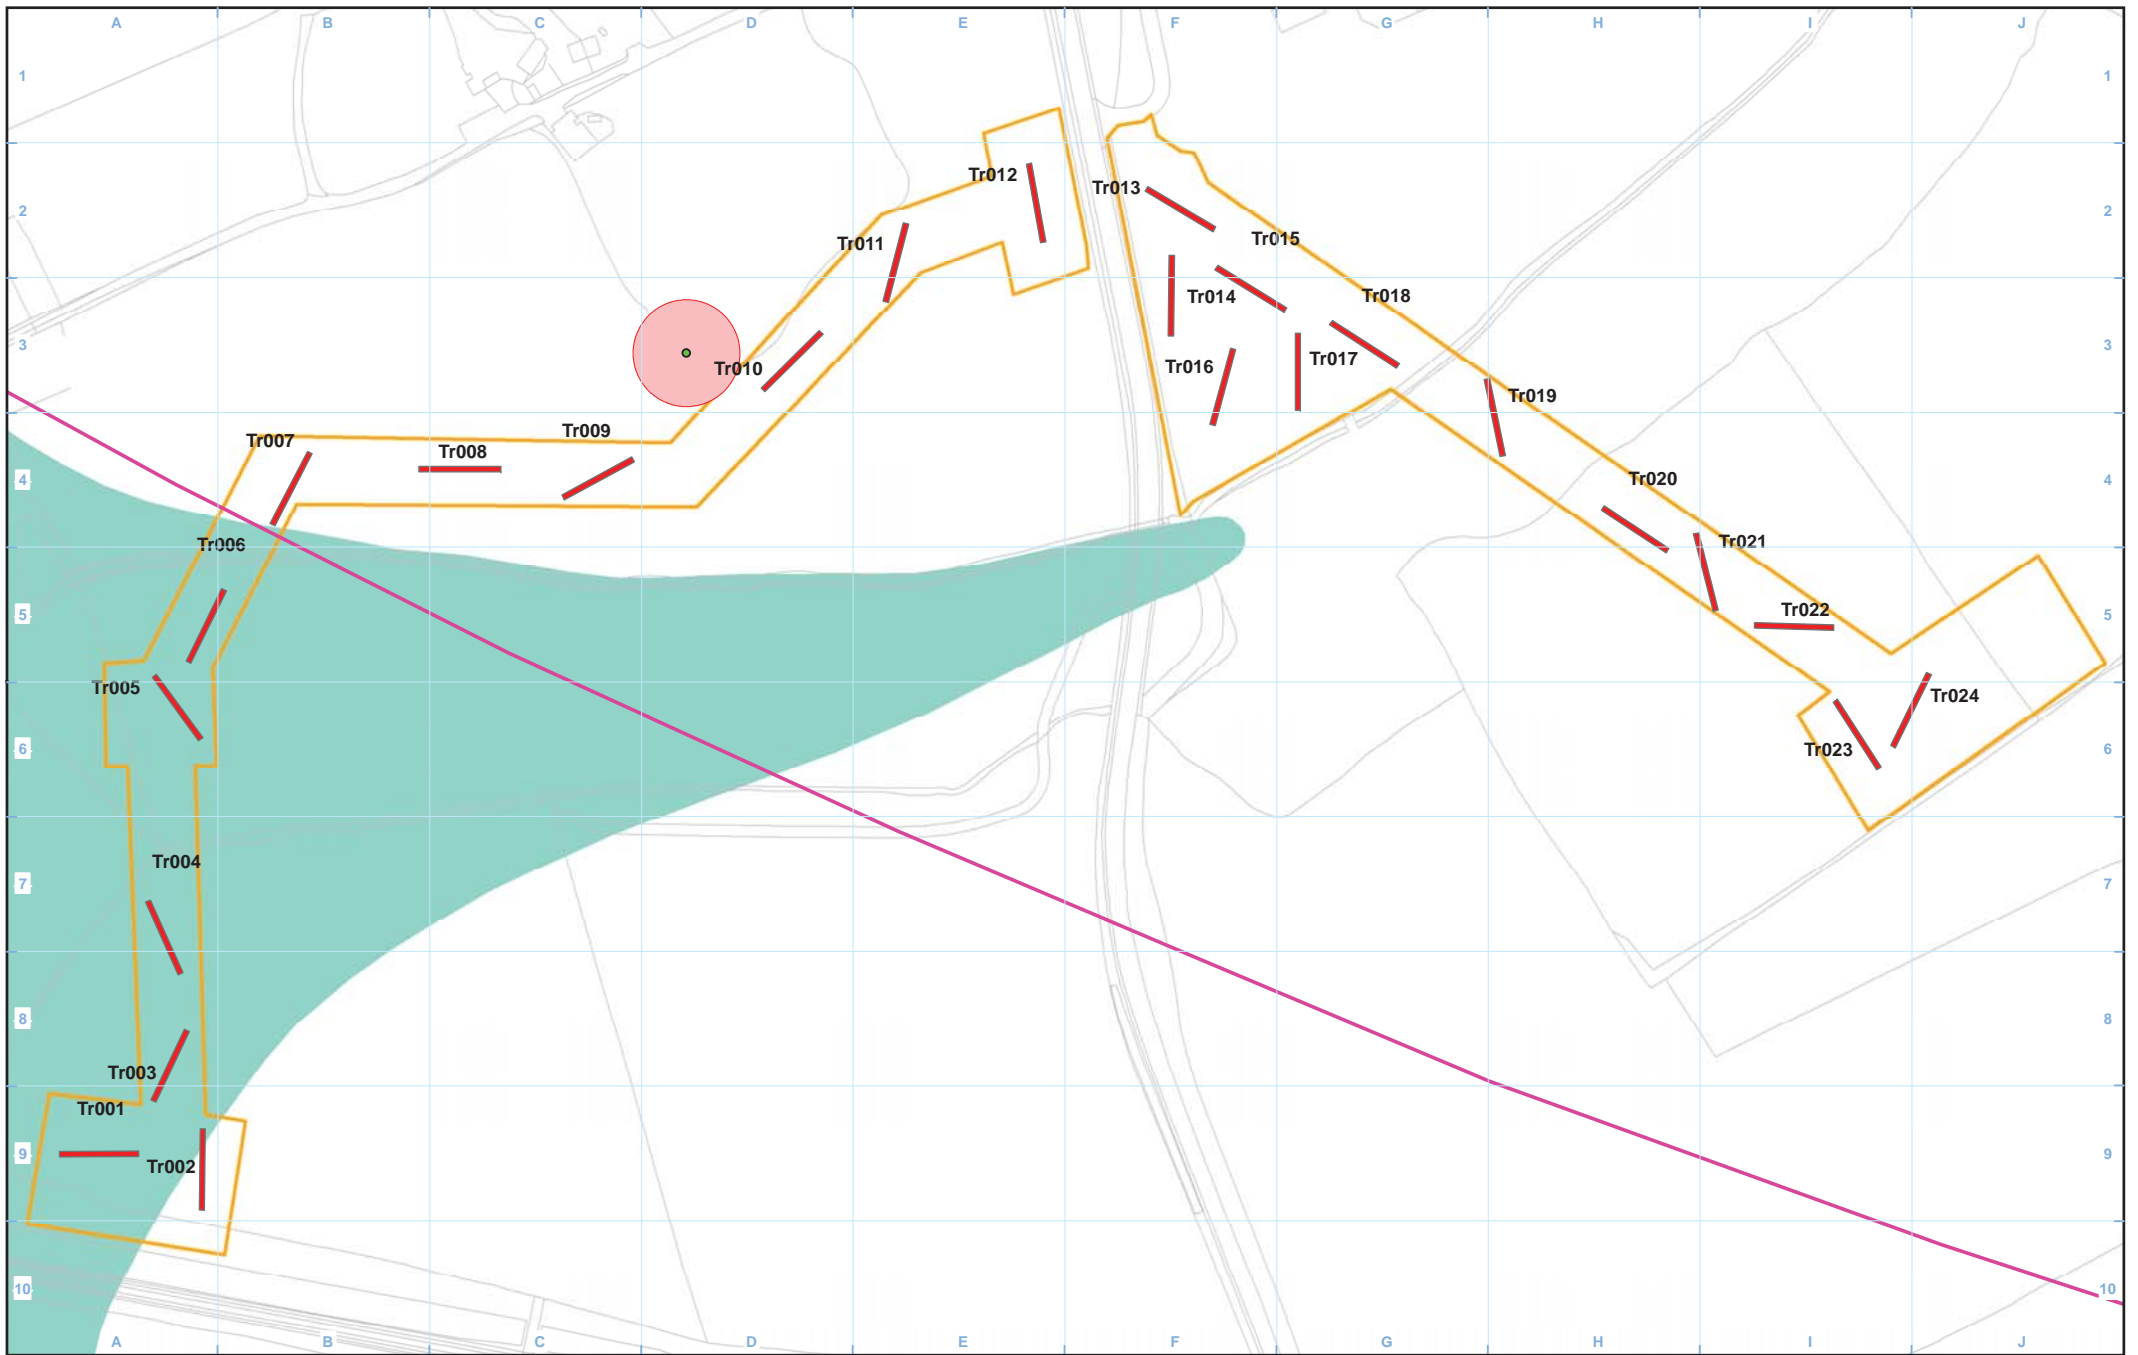 A B C D E F G H I J
1 1
Tr012
Tr013
2 2
Tr015
Tr011
Tr014
Tr018
3 3
Tr017
Tr016
Tr010
Tr019
Tr009
Tr007
Tr008
4 4
Tr020
Tr021
Tr006
Tr022
5 5
Tr005
Tr024
6 6
Tr023
Tr004
7 7
8 8
Tr003
Tr001
9 9
Tr002
10 10
A B C D E F G H I J